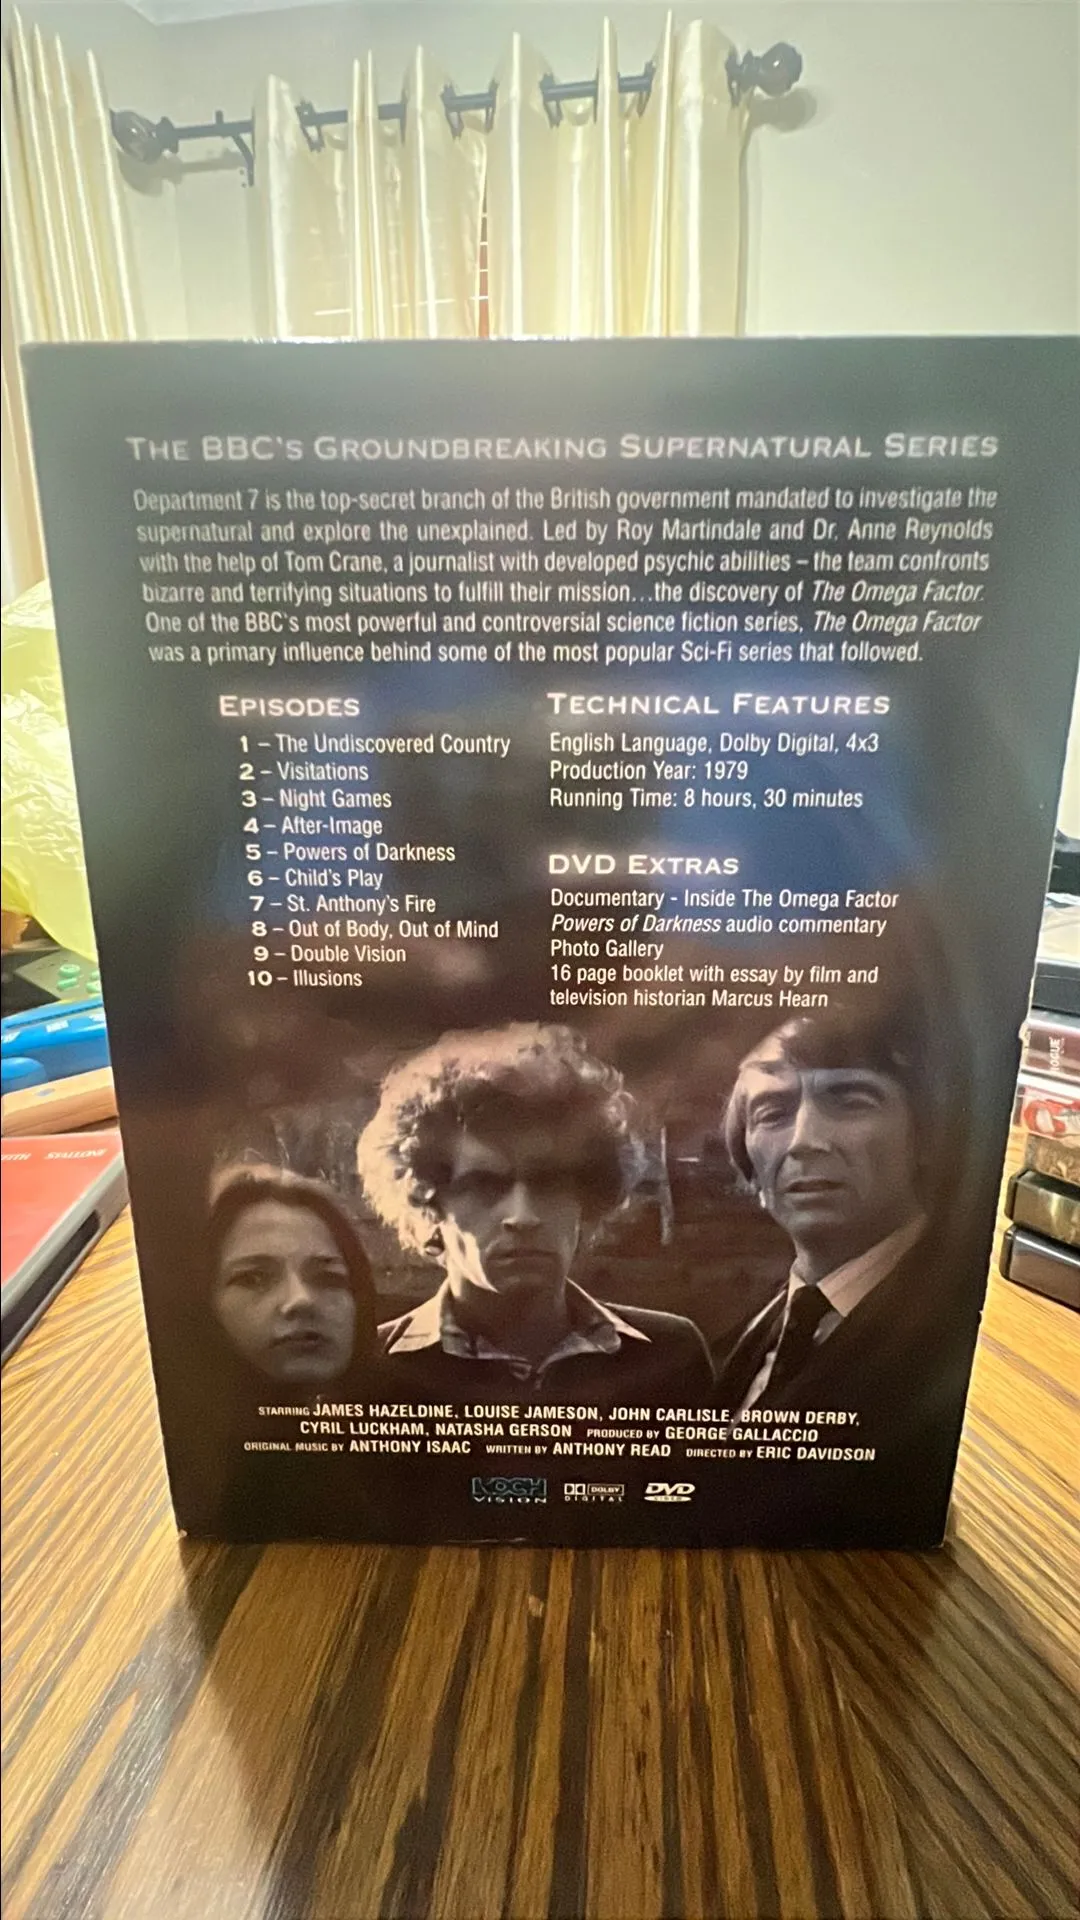 THE BBC'S GROUNDBREAKING SUPERNATURAL SERIES
Department 7 is the top-secret branch of the British government mandated to investigate the
supernatural and explore the unexplained. Led by Roy Martindale and Dr. Anne Reynolds
with the help of Tom Crane, a journalist with developed psychic abilities – the team confronts
bizarre and terrifying situations to fulfill their mission...the discovery of The Omega Factor.
One of the BBC's most powerful and controversial science fiction series, The Omega Factor
was a primary influence behind some of the most popular Sci-Fi series that followed.
EPISODES
1 – The Undiscovered Country
2 – Visitations
3 – Night Games
4 – After-Image
5 – Powers of Darkness
6 – Child's Play
7 – St. Anthony's Fire
8 – Out of Body, Out of Mind
9 – Double Vision
10 – Illusions
TECHNICAL FEATURES
English Language, Dolby Digital, 4x3
Production Year: 1979
Running Time: 8 hours, 30 minutes
DVD EXTRAS
Documentary - Inside The Omega Factor
Powers of Darkness audio commentary
Photo Gallery
16 page booklet with essay by film and
television historian Marcus Hearn
STARRING JAMES HAZELDINE, LOUISE JAMESON, JOHN CARLISLE, BROWN DERBY,
CYRIL LUCKHAM, NATASHA GERSON PRODUCED BY GEORGE GALLACCIO
ORIGINAL MUSIC BY ANTHONY ISAAC WRITTEN BY ANTHONY READ DIRECTED BY ERIC DAVIDSON
KOCH VISION DOLBY DIGITAL DVD VIDEO
STALLONE
ROGUE